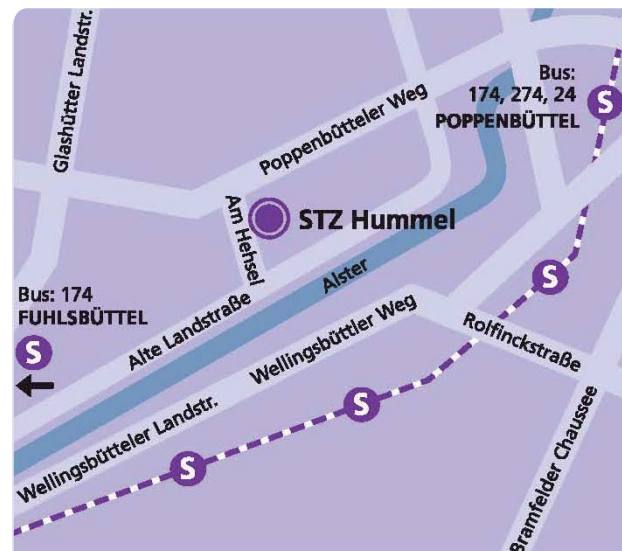 Glashütter Landstr.
Poppenbütteler Weg
Bus:
174, 274, 24
POPPENBÜTTEL
S
Am Hehsel
STZ Hummel
Alster
S
Bus: 174
FUHLSBÜTTEL
S
Alte Landstraße
Wellingsbüttler Weg
Rolfinckstraße
Wellingsbütteler Landstr.
S
S
Bramfelder Chaussee